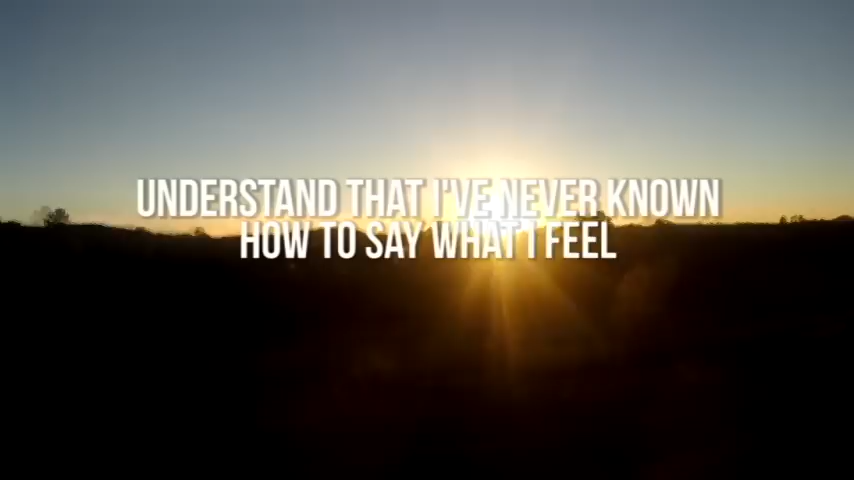 UNDERSTAND THAT I'VE NEVER KNOWN
HOW TO SAY WHAT I FEEL